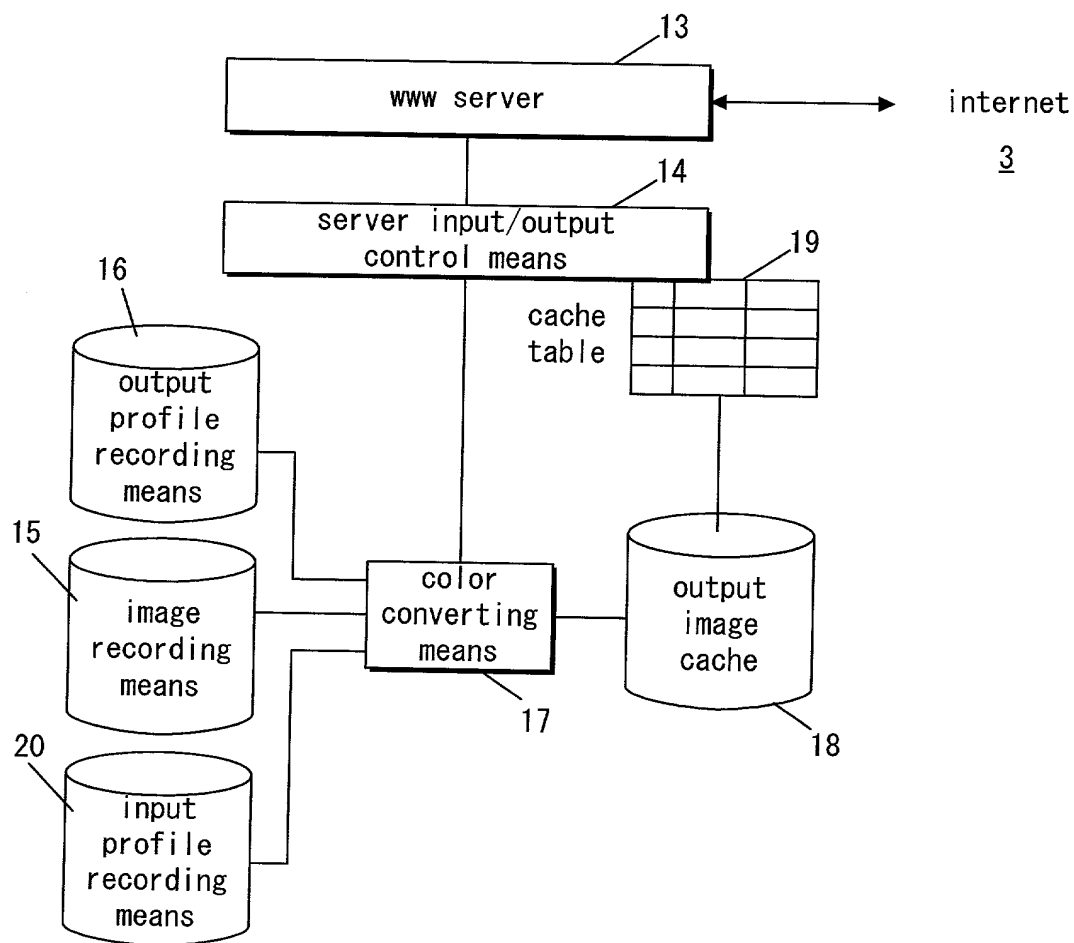 13
www server
internet
3
14
server input/output
control means
19
cache
table
16
output
profile
recording
means
15
image
recording
means
color
converting
means
17
output
image
cache
18
20
input
profile
recording
means